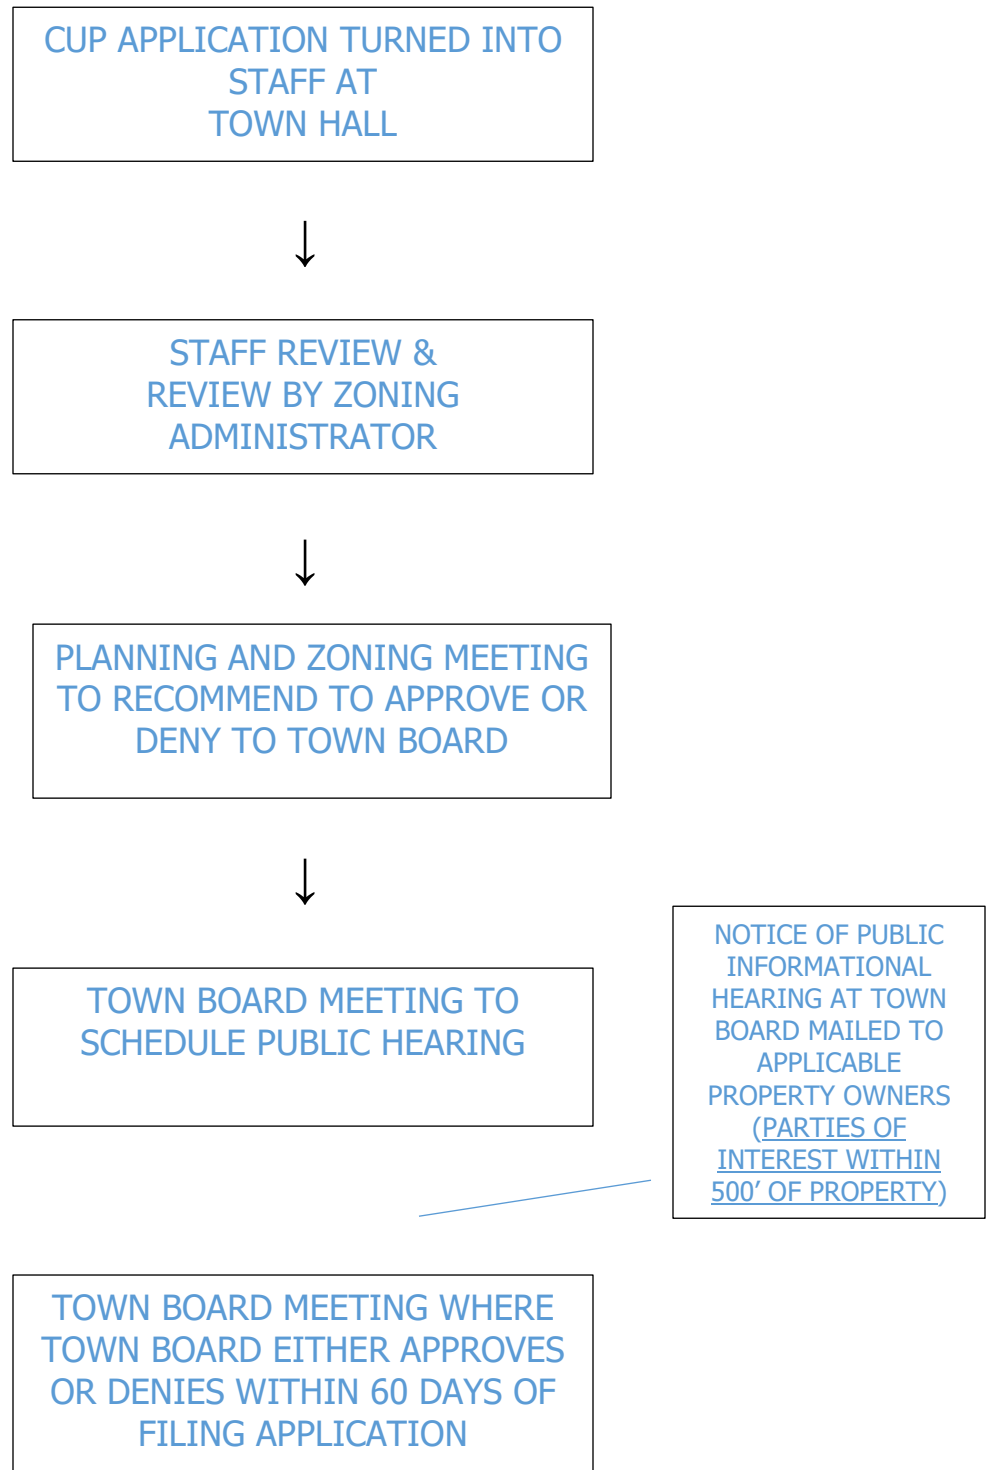 CUP APPLICATION TURNED INTO
STAFF AT
TOWN HALL
↓
STAFF REVIEW &
REVIEW BY ZONING
ADMINISTRATOR
↓
PLANNING AND ZONING MEETING
TO RECOMMEND TO APPROVE OR
DENY TO TOWN BOARD
↓
TOWN BOARD MEETING TO
SCHEDULE PUBLIC HEARING
NOTICE OF PUBLIC
INFORMATIONAL
HEARING AT TOWN
BOARD MAILED TO
APPLICABLE
PROPERTY OWNERS
(PARTIES OF
INTEREST WITHIN
500’ OF PROPERTY)
TOWN BOARD MEETING WHERE
TOWN BOARD EITHER APPROVES
OR DENIES WITHIN 60 DAYS OF
FILING APPLICATION